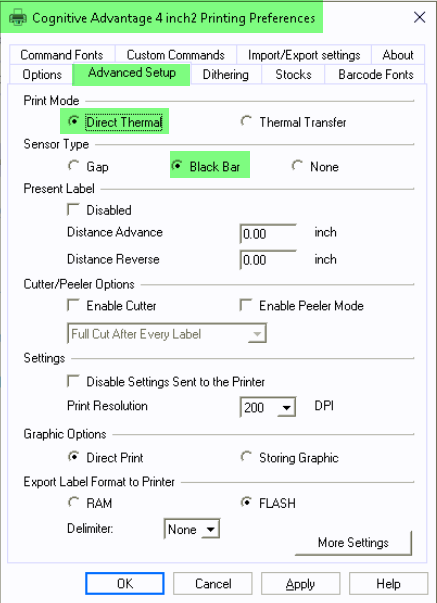 Cognitive Advantage 4 inch2 Printing Preferences
Command Fonts Custom Commands Import/Export settings About
Options Advanced Setup Dithering Stocks Barcode Fonts
Print Mode
Direct Thermal Thermal Transfer
Sensor Type
Gap Black Bar None
Present Label
Disabled
Distance Advance 0.00 inch
Distance Reverse 0.00 inch
Cutter/Peeler Options
Enable Cutter Enable Peeler Mode
Full Cut After Every Label
Settings
Disable Settings Sent to the Printer
Print Resolution 200 DPI
Graphic Options
Direct Print Storing Graphic
Export Label Format to Printer
RAM FLASH
Delimiter: None
More Settings
OK Cancel Apply Help